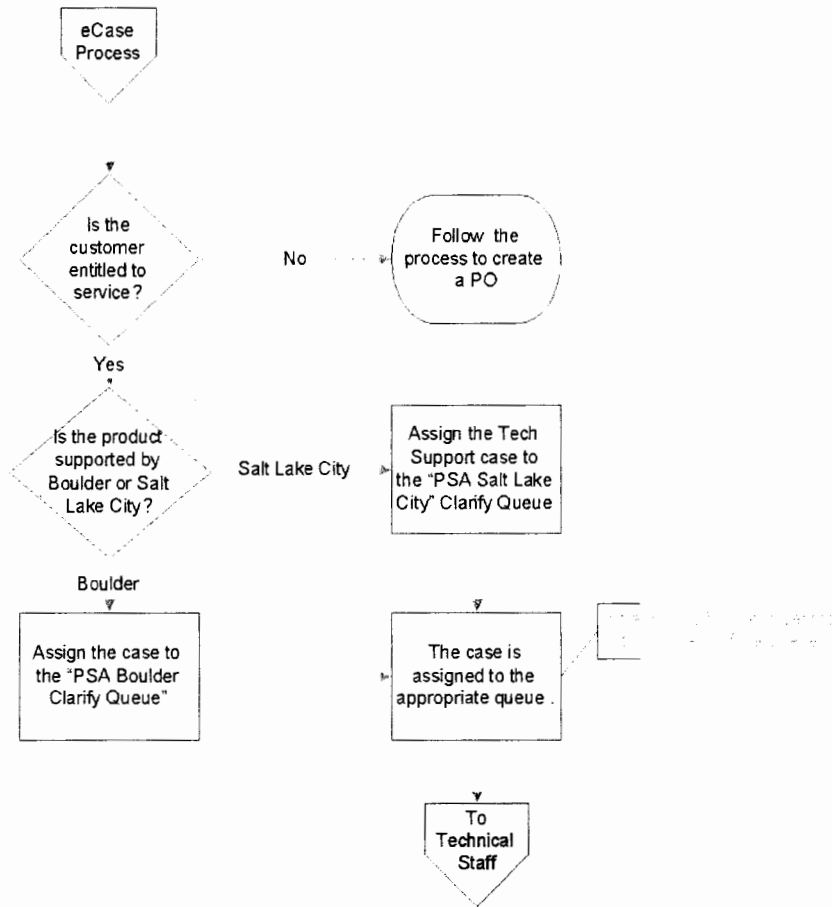 eCase
Process
Is the
customer
entitled to
service?
No
Follow the
process to create
a PO
Yes
Is the product
supported by
Boulder or Salt
Lake City?
Salt Lake City
Assign the Tech
Support case to
the "PSA Salt Lake
City" Clarify Queue
Boulder
Assign the case to
the "PSA Boulder
Clarify Queue"
The case is
assigned to the
appropriate queue.
To
Technical
Staff